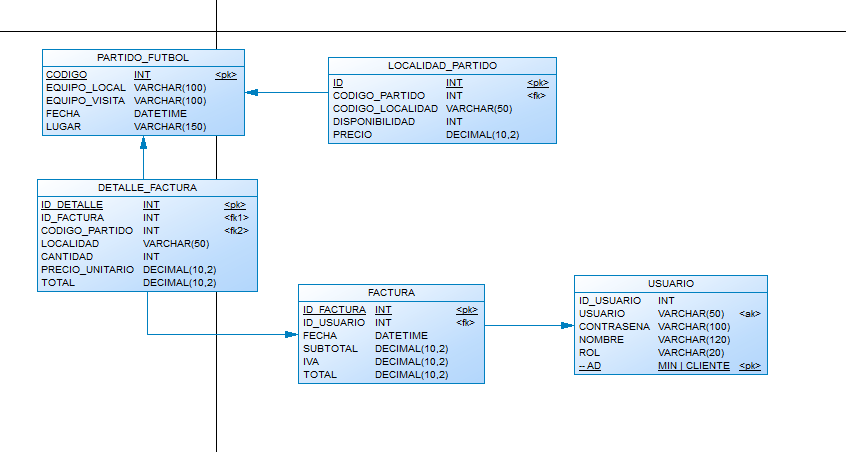 PARTIDO_FUTBOL
CODIGO INT <pk>
EQUIPO_LOCAL VARCHAR(100)
EQUIPO_VISITA VARCHAR(100)
FECHA DATETIME
LUGAR VARCHAR(150)
LOCALIDAD_PARTIDO
ID INT <pk>
CODIGO_PARTIDO INT <fk>
CODIGO_LOCALIDAD VARCHAR(50)
DISPONIBILIDAD INT
PRECIO DECIMAL(10,2)
DETALLE_FACTURA
ID_DETALLE INT <pk>
ID_FACTURA INT <fk1>
CODIGO_PARTIDO INT <fk2>
LOCALIDAD VARCHAR(50)
CANTIDAD INT
PRECIO_UNITARIO DECIMAL(10,2)
TOTAL DECIMAL(10,2)
FACTURA
ID_FACTURA INT <pk>
ID_USUARIO INT <fk>
FECHA DATETIME
SUBTOTAL DECIMAL(10,2)
IVA DECIMAL(10,2)
TOTAL DECIMAL(10,2)
USUARIO
ID_USUARIO INT
USUARIO VARCHAR(50) <ak>
CONTRASENA VARCHAR(100)
NOMBRE VARCHAR(120)
ROL VARCHAR(20)
-- AD MIN | CLIENTE <pk>